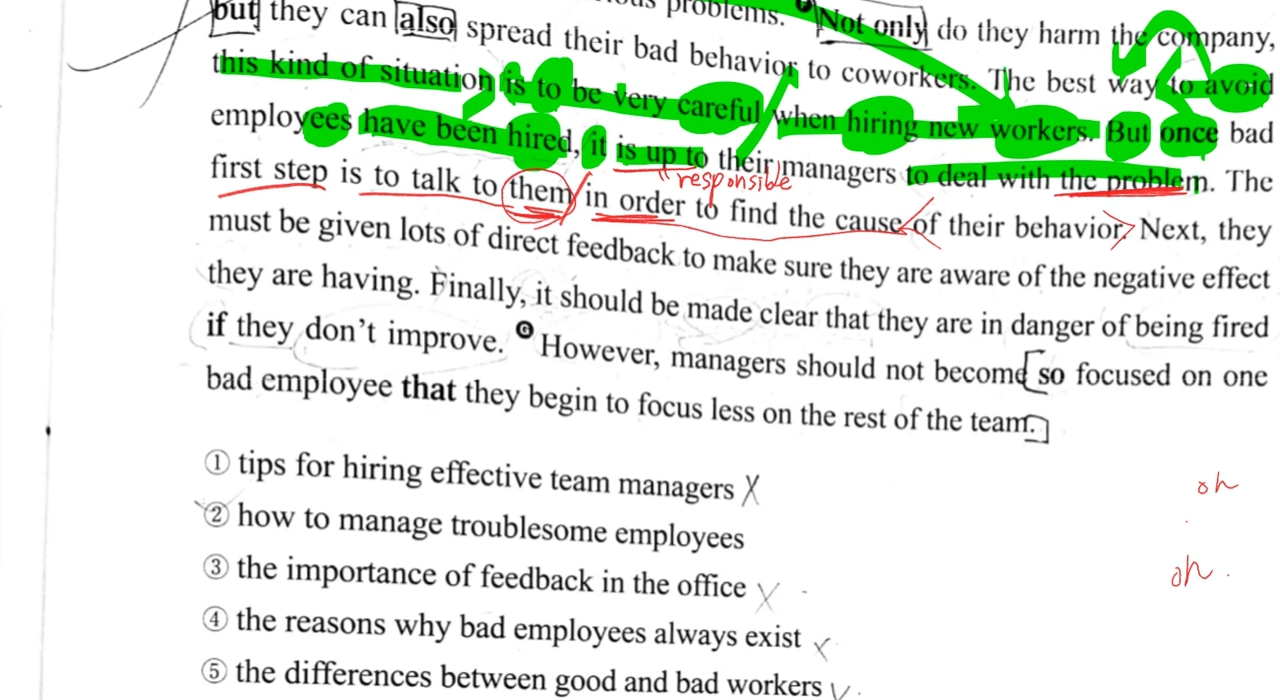 problems. Not only do they harm the company,
but they can also spread their bad behavior to coworkers. The best way to avoid
this kind of situation is to be very careful when hiring new workers. But once bad
employees have been hired, it is up to their managers to deal with the problem. The
responsible
first step is to talk to them in order to find the cause of their behavior. Next, they
must be given lots of direct feedback to make sure they are aware of the negative effect
they are having. Finally, it should be made clear that they are in danger of being fired
if they don't improve. G However, managers should not become so focused on one
bad employee that they begin to focus less on the rest of the team.
① tips for hiring effective team managers X
② how to manage troublesome employees
③ the importance of feedback in the office X
④ the reasons why bad employees always exist X
⑤ the differences between good and bad workers